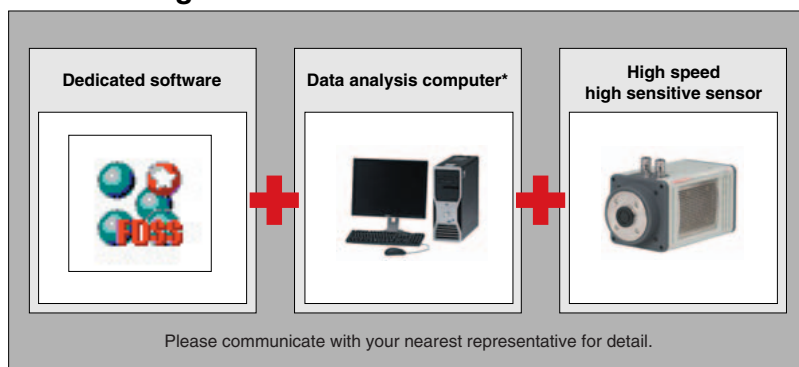 Dedicated software
Data analysis computer*
High speed
high sensitive sensor
FDSS
Please communicate with your nearest representative for detail.